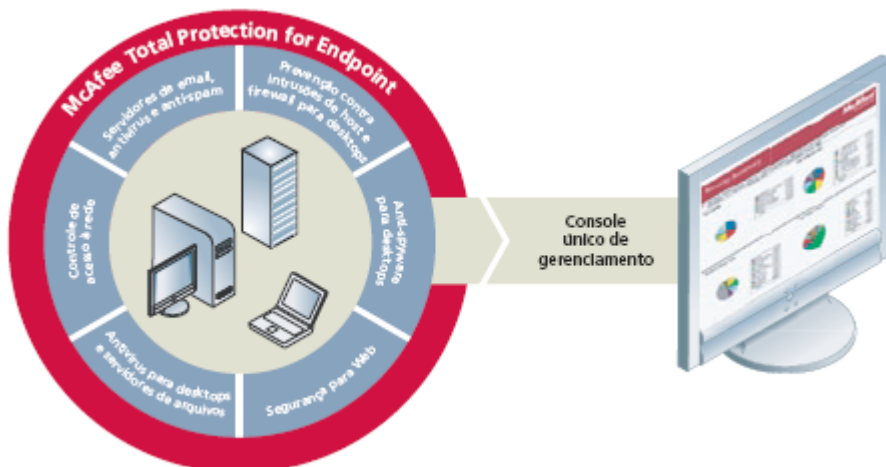 McAfee Total Protection for Endpoint
Servidores de email,
antivírus e antispam
Prevenção contra
intrusões de host e
firewall para desktops
Controle de
acesso à rede
Anti-spyware
para desktops
Antivírus para desktops
e servidores de arquivos
Segurança para Web
Console
único de
gerenciamento
McAfee